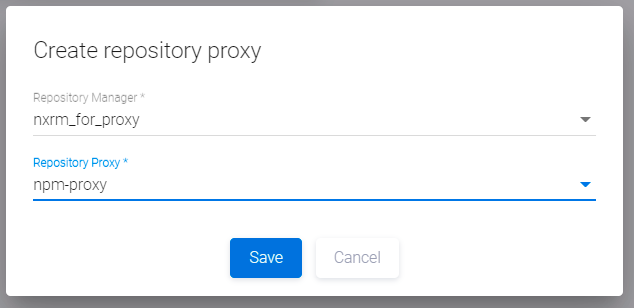 Create repository proxy
Repository Manager *
nxrm_for_proxy
Repository Proxy *
npm-proxy
Save Cancel